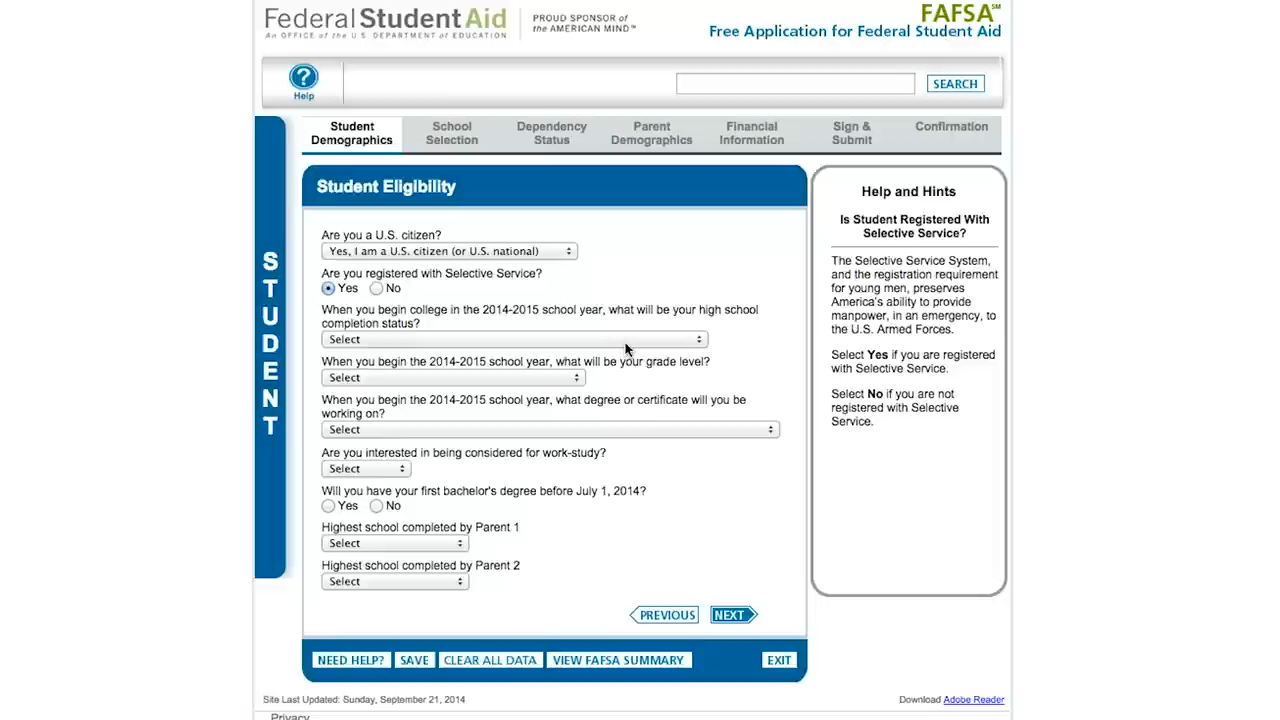 Federal Student Aid
An OFFICE of the U.S. DEPARTMENT of EDUCATION
PROUD SPONSOR of
the AMERICAN MIND™
FAFSA℠
Free Application for Federal Student Aid
?
Help
SEARCH
Student
Demographics
School
Selection
Dependency
Status
Parent
Demographics
Financial
Information
Sign &
Submit
Confirmation
STUDENT
Student Eligibility
Are you a U.S. citizen?
Yes, I am a U.S. citizen (or U.S. national)
Are you registered with Selective Service?
Yes No
When you begin college in the 2014-2015 school year, what will be your high school
completion status?
Select
When you begin the 2014-2015 school year, what will be your grade level?
Select
When you begin the 2014-2015 school year, what degree or certificate will you be
working on?
Select
Are you interested in being considered for work-study?
Select
Will you have your first bachelor's degree before July 1, 2014?
Yes No
Highest school completed by Parent 1
Select
Highest school completed by Parent 2
Select
PREVIOUS NEXT
NEED HELP? SAVE CLEAR ALL DATA VIEW FAFSA SUMMARY EXIT
Help and Hints
Is Student Registered With
Selective Service?
The Selective Service System,
and the registration requirement
for young men, preserves
America's ability to provide
manpower, in an emergency, to
the U.S. Armed Forces.
Select Yes if you are registered
with Selective Service.
Select No if you are not
registered with Selective
Service.
Site Last Updated: Sunday, September 21, 2014
Download Adobe Reader
Privacy